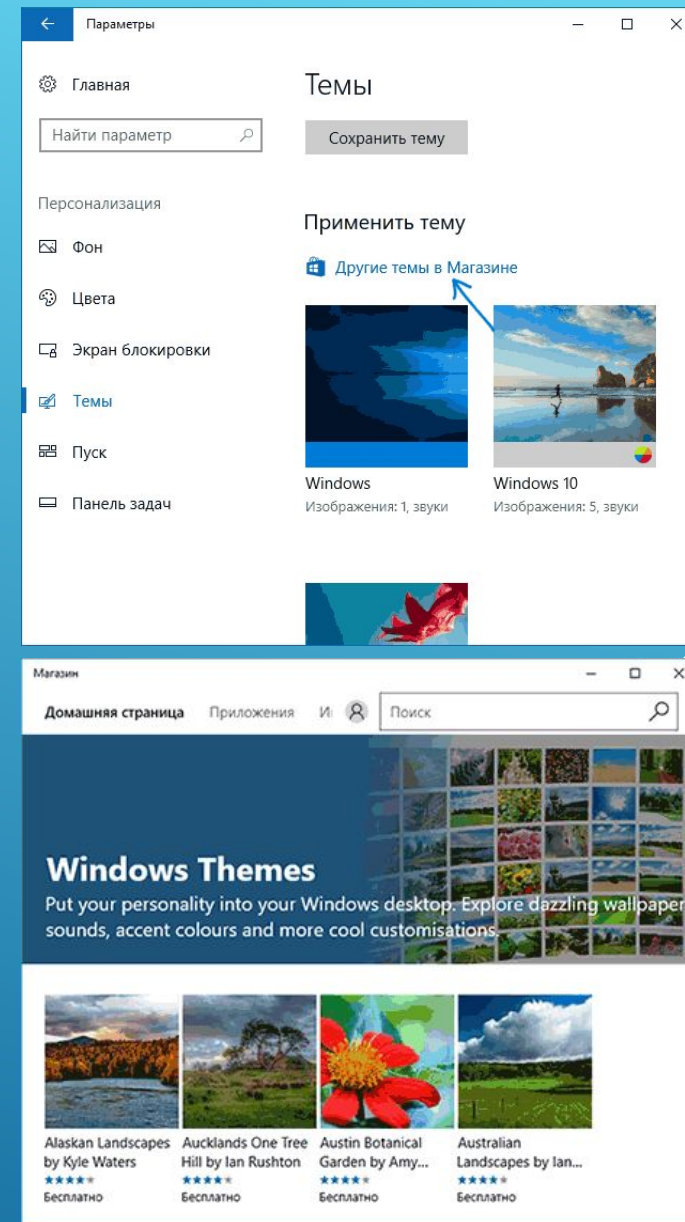 Параметры
Главная
Найти параметр
Персонализация
Фон
Цвета
Экран блокировки
Темы
Пуск
Панель задач
Темы
Сохранить тему
Применить тему
Другие темы в Магазине
Windows
Изображения: 1, звуки
Windows 10
Изображения: 5, звуки
Магазин
Домашняя страница Приложения И
Поиск
Windows Themes
Put your personality into your Windows desktop. Explore dazzling wallpaper
sounds, accent colours and more cool customisations.
Alaskan Landscapes
by Kyle Waters
Бесплатно
Aucklands One Tree
Hill by Ian Rushton
Бесплатно
Austin Botanical
Garden by Amy...
Бесплатно
Australian
Landscapes by Ian...
Бесплатно